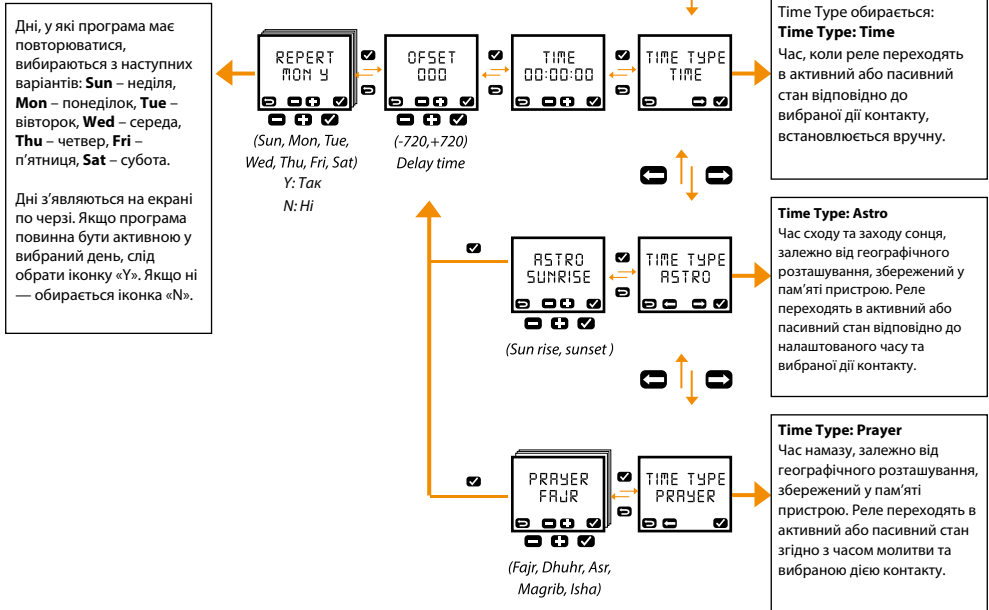 Дні, у які програма має
повторюватися,
вибираються з наступних
варіантів: Sun – неділя,
Mon – понеділок, Tue –
вівторок, Wed – середа,
Thu – четвер, Fri –
п’ятниця, Sat – субота.
Дні з’являються на екрані
по черзі. Якщо програма
повинна бути активною у
вибраний день, слід
обрати іконку «Y». Якщо ні
— обирається іконка «N».
REPERT
MON Y
(Sun, Mon, Tue,
Wed, Thu, Fri, Sat)
Y: Так
N: Ні
OFSET
000
(-720,+720)
Delay time
TIME
00:00:00
TIME TYPE
TIME
Time Type обирається:
Time Type: Time
Час, коли реле переходять
в активний або пасивний
стан відповідно до
вибраної дії контакту,
встановлюється вручну.
ASTRO
SUNRISE
(Sun rise, sunset )
TIME TYPE
ASTRO
Time Type: Astro
Час сходу та заходу сонця,
залежно від географічного
розташування, збережений у
пам’яті пристрою. Реле
переходять в активний або
пасивний стан відповідно до
налаштованого часу та
вибраної дії контакту.
PRAYER
FAJR
(Fajr, Dhuhr, Asr,
Magrib, Isha)
TIME TYPE
PRAYER
Time Type: Prayer
Час намазу, залежно від
географічного розташування,
збережений у пам’яті
пристрою. Реле переходять в
активний або пасивний стан
згідно з часом молитви та
вибраною дією контакту.